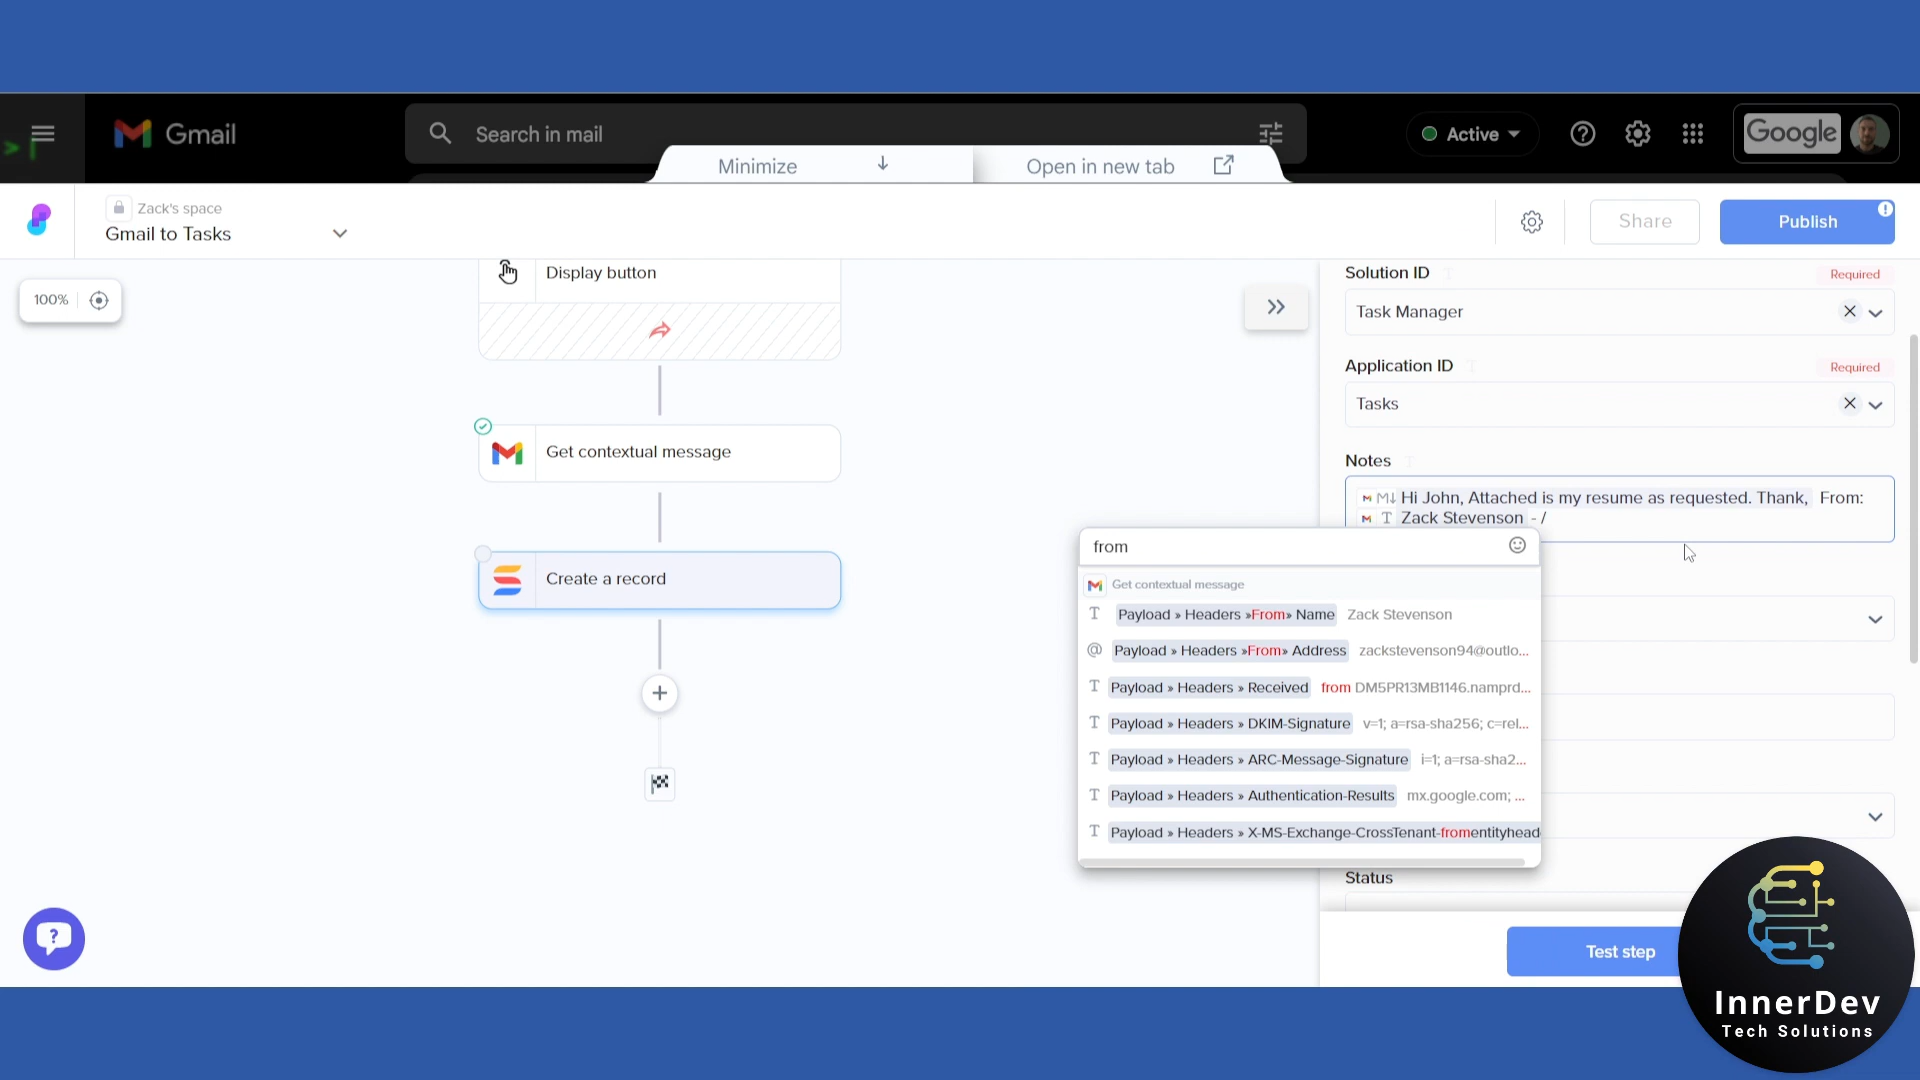 Gmail
Search in mail
Active
Google
Minimize
Open in new tab
Zack's space
Gmail to Tasks
Share
Publish
100%
Display button
Get contextual message
Create a record
Solution ID
Required
Task Manager
Application ID
Required
Tasks
Notes
Hi John, Attached is my resume as requested. Thank, From:
Zack Stevenson - /
from
Get contextual message
Payload » Headers »From» Name Zack Stevenson
Payload » Headers »From» Address zackstevenson94@outlo...
Payload » Headers » Received from DM5PR13MB1146.namprd...
Payload » Headers » DKIM-Signature v=1; a=rsa-sha256; c=rel...
Payload » Headers » ARC-Message-Signature i=1; a=rsa-sha2...
Payload » Headers » Authentication-Results mx.google.com; ...
Payload » Headers » X-MS-Exchange-CrossTenant-fromentityhead
Status
Test step
InnerDev
Tech Solutions